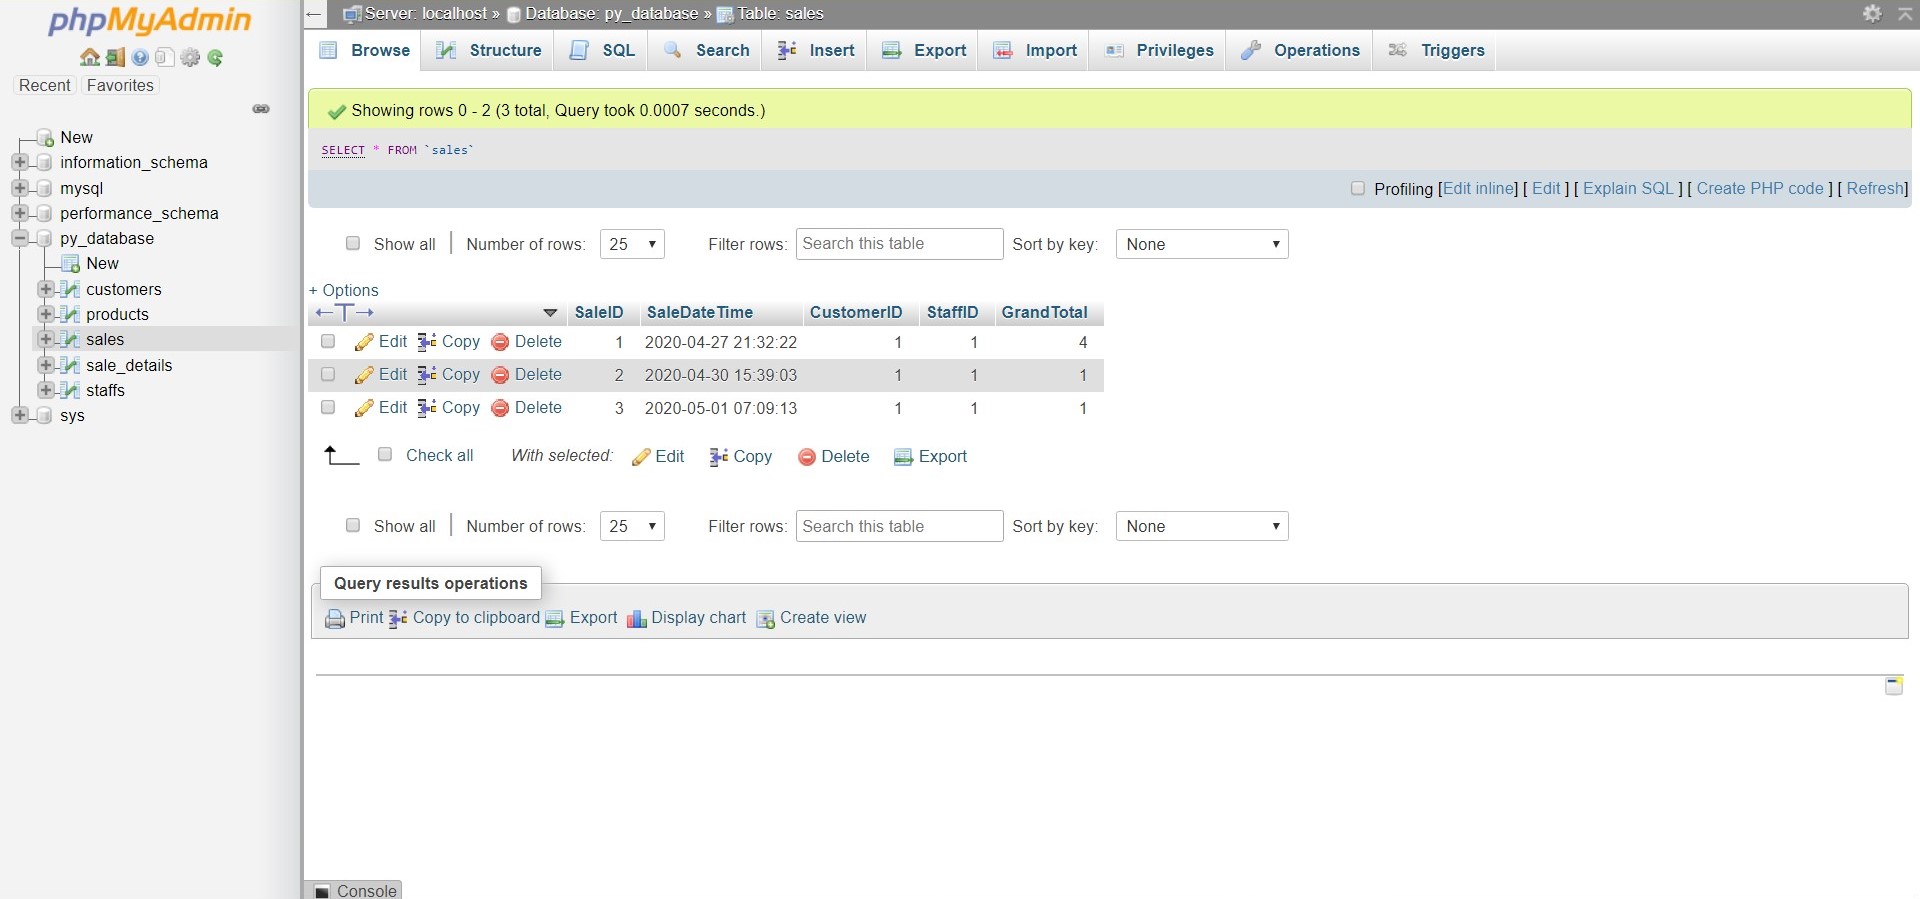 phpMyAdmin
Recent Favorites
New
information_schema
mysql
performance_schema
py_database
New
customers
products
sales
sale_details
staffs
sys
Server: localhost » Database: py_database » Table: sales
Browse Structure SQL Search Insert Export Import Privileges Operations Triggers
Showing rows 0 - 2 (3 total, Query took 0.0007 seconds.)
SELECT * FROM `sales`
Profiling [Edit inline] [ Edit ] [ Explain SQL ] [ Create PHP code ] [ Refresh]
Show all Number of rows: 25 Filter rows: Search this table Sort by key: None
+ Options
←T→ SaleID SaleDateTime CustomerID StaffID GrandTotal
Edit Copy Delete 1 2020-04-27 21:32:22 1 1 4
Edit Copy Delete 2 2020-04-30 15:39:03 1 1 1
Edit Copy Delete 3 2020-05-01 07:09:13 1 1 1
Check all With selected: Edit Copy Delete Export
Show all Number of rows: 25 Filter rows: Search this table Sort by key: None
Query results operations
Print Copy to clipboard Export Display chart Create view
Console